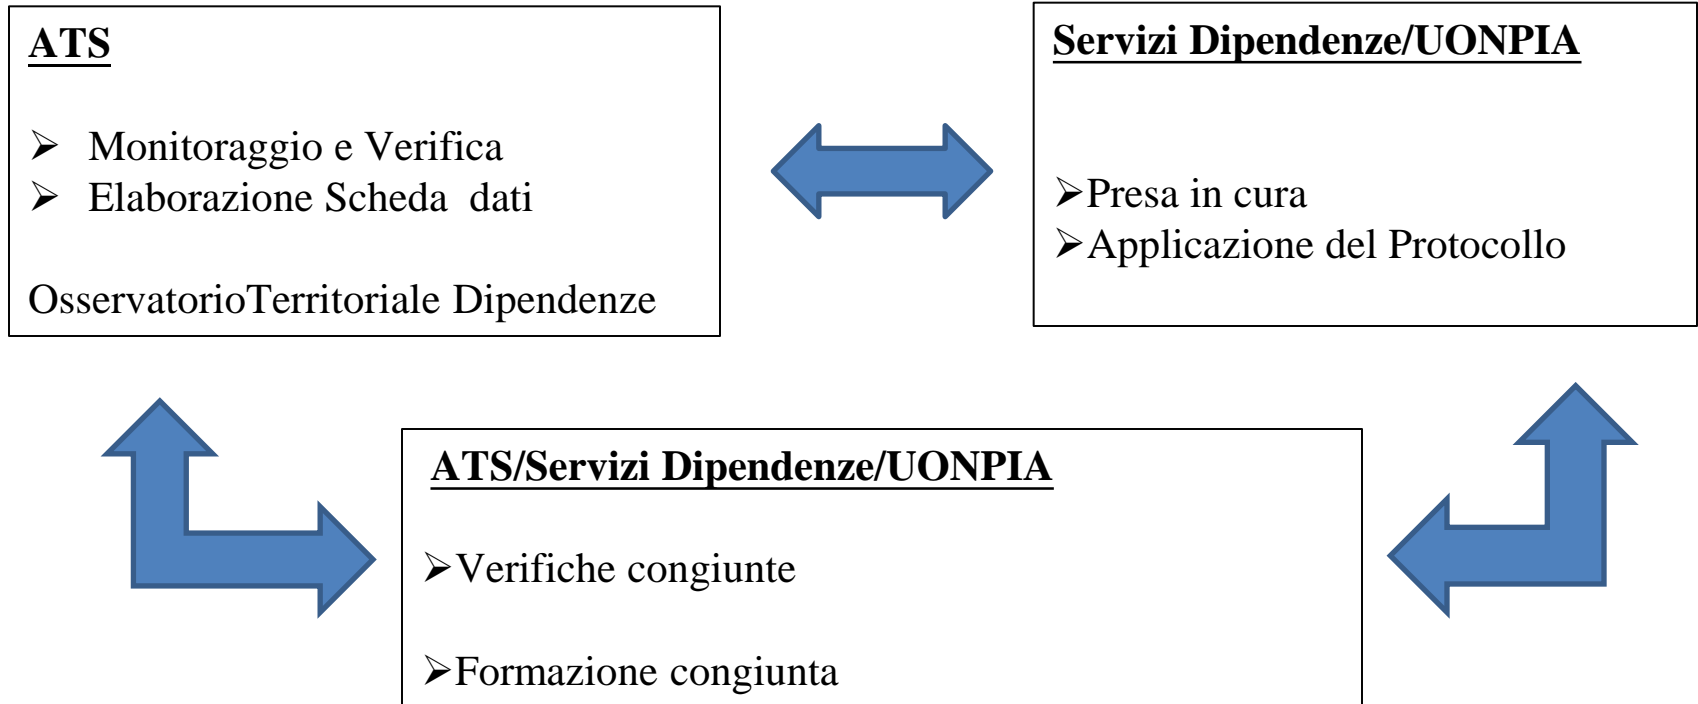 ATS
➢ Monitoraggio e Verifica
➢ Elaborazione Scheda dati
OsservatorioTerritoriale Dipendenze
Servizi Dipendenze/UONPIA
➢Presa in cura
➢Applicazione del Protocollo
ATS/Servizi Dipendenze/UONPIA
➢Verifiche congiunte
➢Formazione congiunta